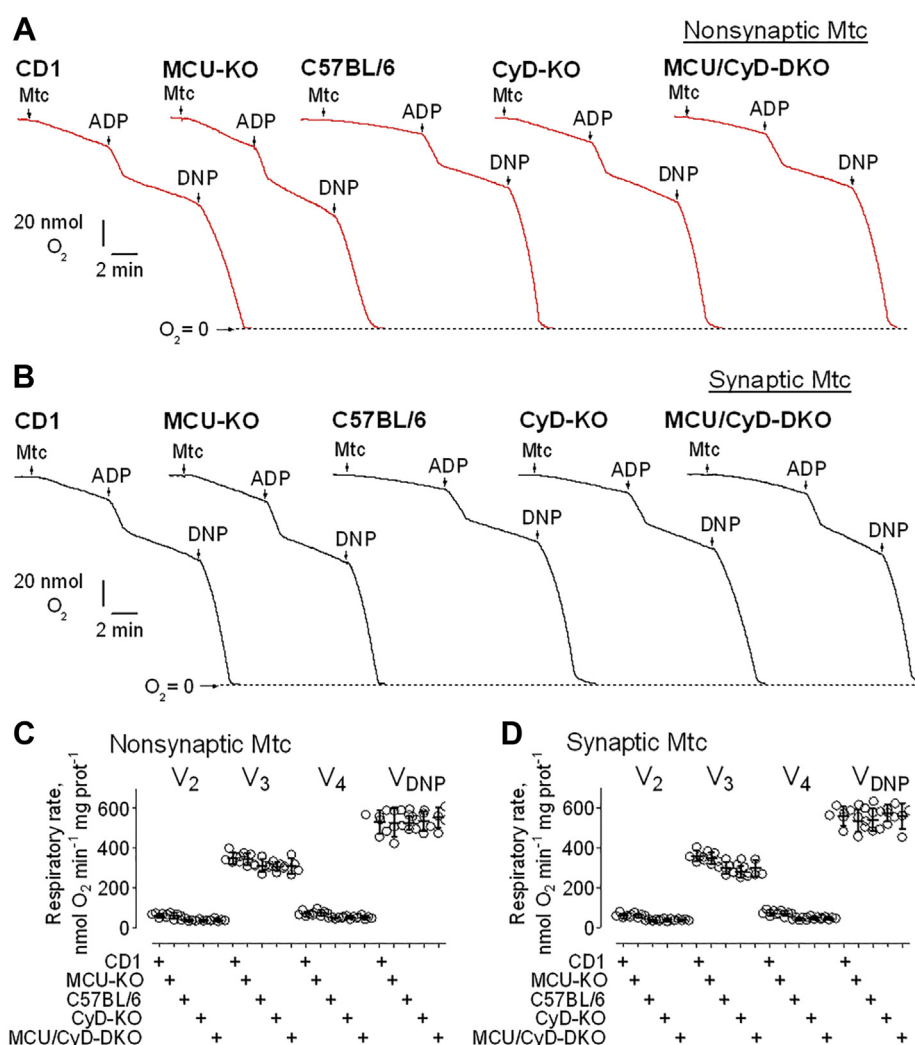 A
Nonsynaptic Mtc
CD1 MCU-KO C57BL/6 CyD-KO MCU/CyD-DKO
Mtc Mtc Mtc Mtc Mtc
ADP ADP ADP ADP ADP
DNP DNP DNP DNP DNP
20 nmol
O₂
2 min
O₂= 0
B
Synaptic Mtc
CD1 MCU-KO C57BL/6 CyD-KO MCU/CyD-DKO
Mtc Mtc Mtc Mtc Mtc
ADP ADP ADP ADP ADP
DNP DNP DNP DNP DNP
20 nmol
O₂
2 min
O₂= 0
C
Nonsynaptic Mtc
V₂ V₃ V₄ V DNP
Respiratory rate,
nmol O₂ min⁻¹ mg prot⁻¹
600
400
200
0
+ + + + CD1
+ + + + MCU-KO
+ + + + C57BL/6
+ + + + CyD-KO
+ + + + MCU/CyD-DKO
D
Synaptic Mtc
V₂ V₃ V₄ V DNP
Respiratory rate,
nmol O₂ min⁻¹ mg prot⁻¹
600
400
200
0
+ + + + CD1
+ + + + MCU-KO
+ + + + C57BL/6
+ + + + CyD-KO
+ + + + MCU/CyD-DKO